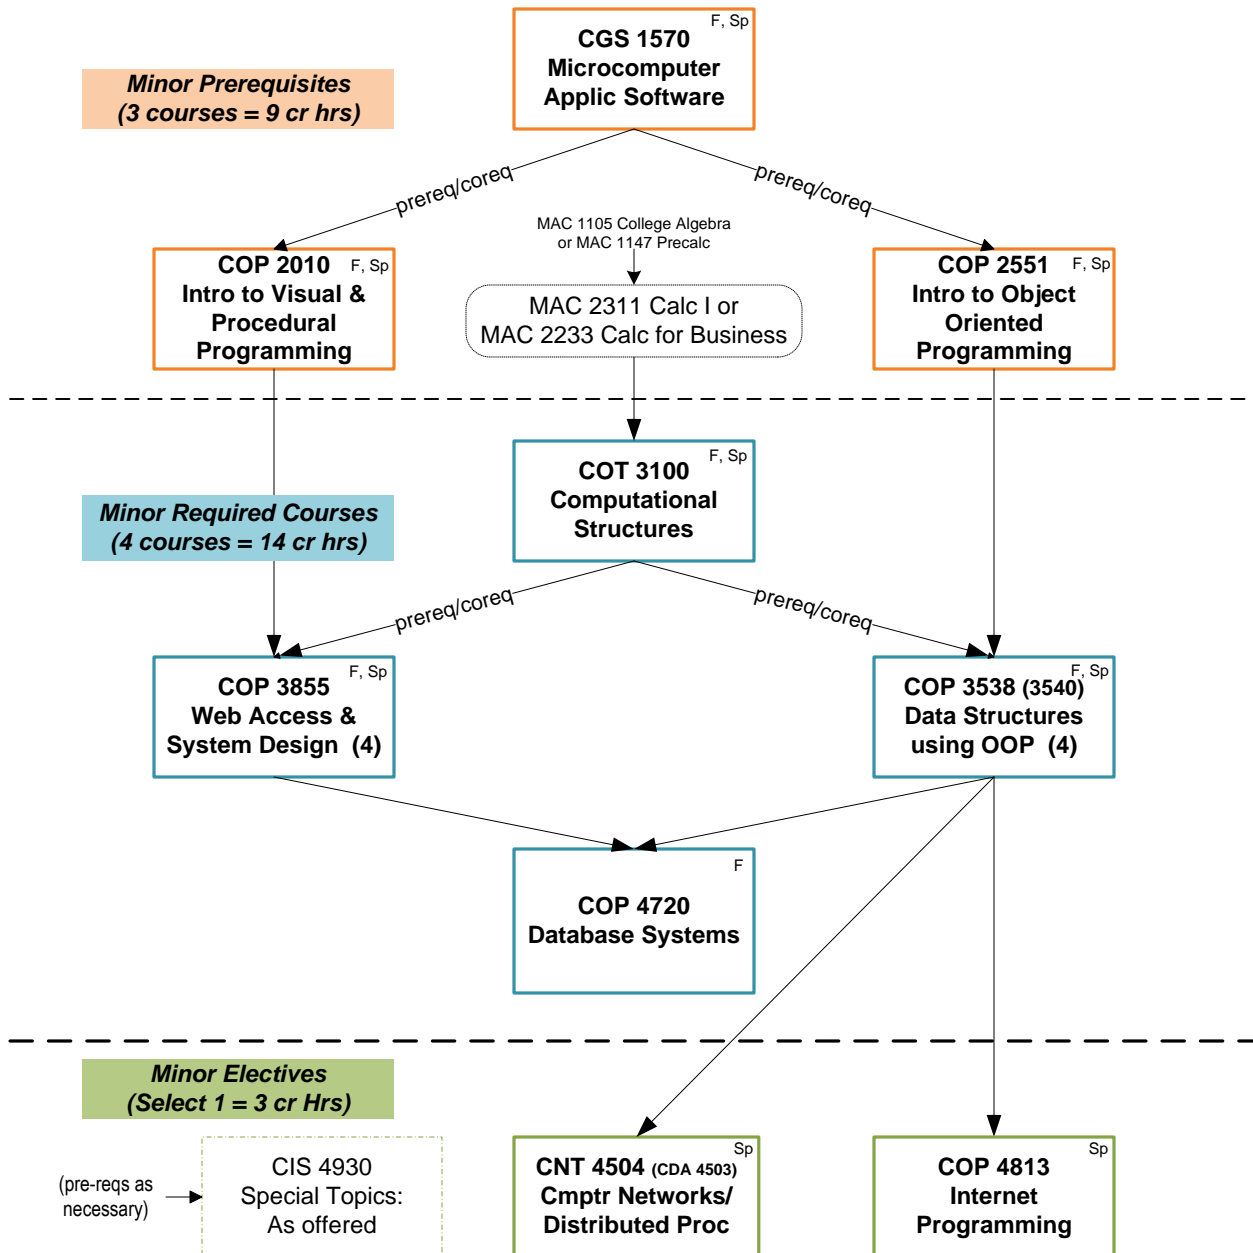 F, Sp
CGS 1570
Microcomputer
Applic Software
Minor Prerequisites
(3 courses = 9 cr hrs)
prereq/coreq
prereq/coreq
MAC 1105 College Algebra
or MAC 1147 Precalc
COP 2010
F, Sp
Intro to Visual &
Procedural
Programming
MAC 2311 Calc I or
MAC 2233 Calc for Business
COP 2551
F, Sp
Intro to Object
Oriented
Programming
F, Sp
COT 3100
Computational
Structures
Minor Required Courses
(4 courses = 14 cr hrs)
prereq/coreq
prereq/coreq
F, Sp
COP 3855
Web Access &
System Design (4)
F, Sp
COP 3538 (3540)
Data Structures
using OOP (4)
F
COP 4720
Database Systems
Minor Electives
(Select 1 = 3 cr Hrs)
(pre-reqs as
necessary)
CIS 4930
Special Topics:
As offered
Sp
CNT 4504 (CDA 4503)
Cmptr Networks/
Distributed Proc
Sp
COP 4813
Internet
Programming